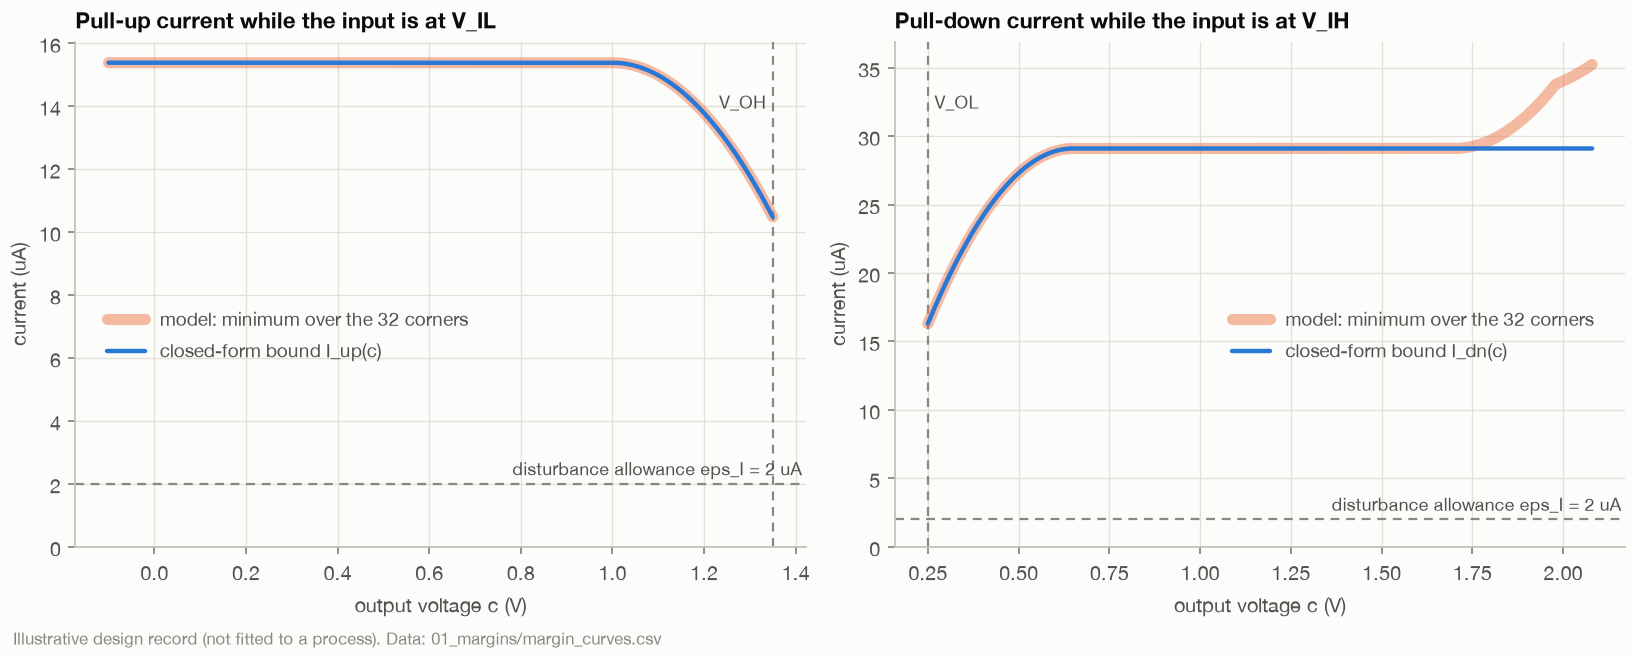 Pull-up current while the input is at V_IL
16
14
12
10
8
6
4
2
0
current (uA)
V_OH
model: minimum over the 32 corners
closed-form bound I_up(c)
disturbance allowance eps_I = 2 uA
0.0 0.2 0.4 0.6 0.8 1.0 1.2 1.4
output voltage c (V)
Pull-down current while the input is at V_IH
35
30
25
20
15
10
5
0
current (uA)
V_OL
model: minimum over the 32 corners
closed-form bound I_dn(c)
disturbance allowance eps_I = 2 uA
0.25 0.50 0.75 1.00 1.25 1.50 1.75 2.00
output voltage c (V)
Illustrative design record (not fitted to a process). Data: 01_margins/margin_curves.csv